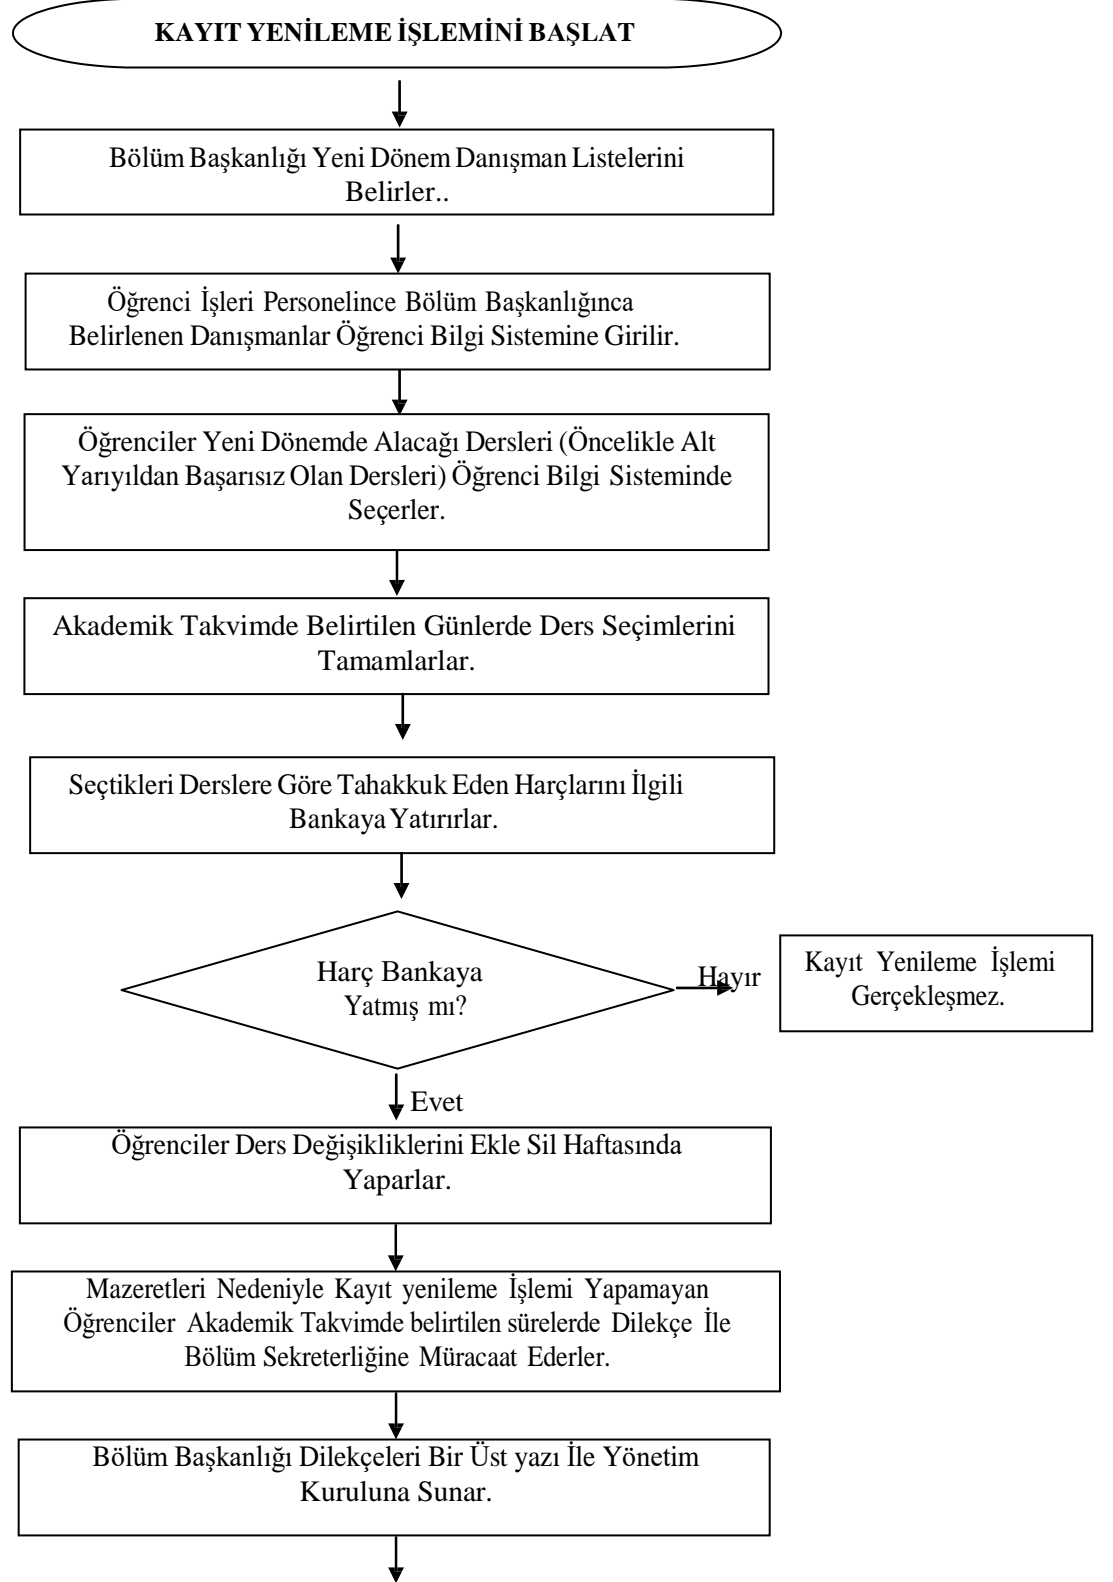 KAYIT YENİLEME İŞLEMİNİ BAŞLAT
Bölüm Başkanlığı Yeni Dönem Danışman Listelerini
Belirler..
Öğrenci İşleri Personelince Bölüm Başkanlığınca
Belirlenen Danışmanlar Öğrenci Bilgi Sistemine Girilir.
Öğrenciler Yeni Dönemde Alacağı Dersleri (Öncelikle Alt
Yarıyıldan Başarısız Olan Dersleri) Öğrenci Bilgi Sisteminde
Seçerler.
Akademik Takvimde Belirtilen Günlerde Ders Seçimlerini
Tamamlarlar.
Seçtikleri Derslere Göre Tahakkuk Eden Harçlarını İlgili
Bankaya Yatırırlar.
Harç Bankaya
Yatmış mı?
Hayır
Kayıt Yenileme İşlemi
Gerçekleşmez.
Evet
Öğrenciler Ders Değişikliklerini Ekle Sil Haftasında
Yaparlar.
Mazeretleri Nedeniyle Kayıt yenileme İşlemi Yapamayan
Öğrenciler Akademik Takvimde belirtilen sürelerde Dilekçe İle
Bölüm Sekreterliğine Müracaat Ederler.
Bölüm Başkanlığı Dilekçeleri Bir Üst yazı İle Yönetim
Kuruluna Sunar.